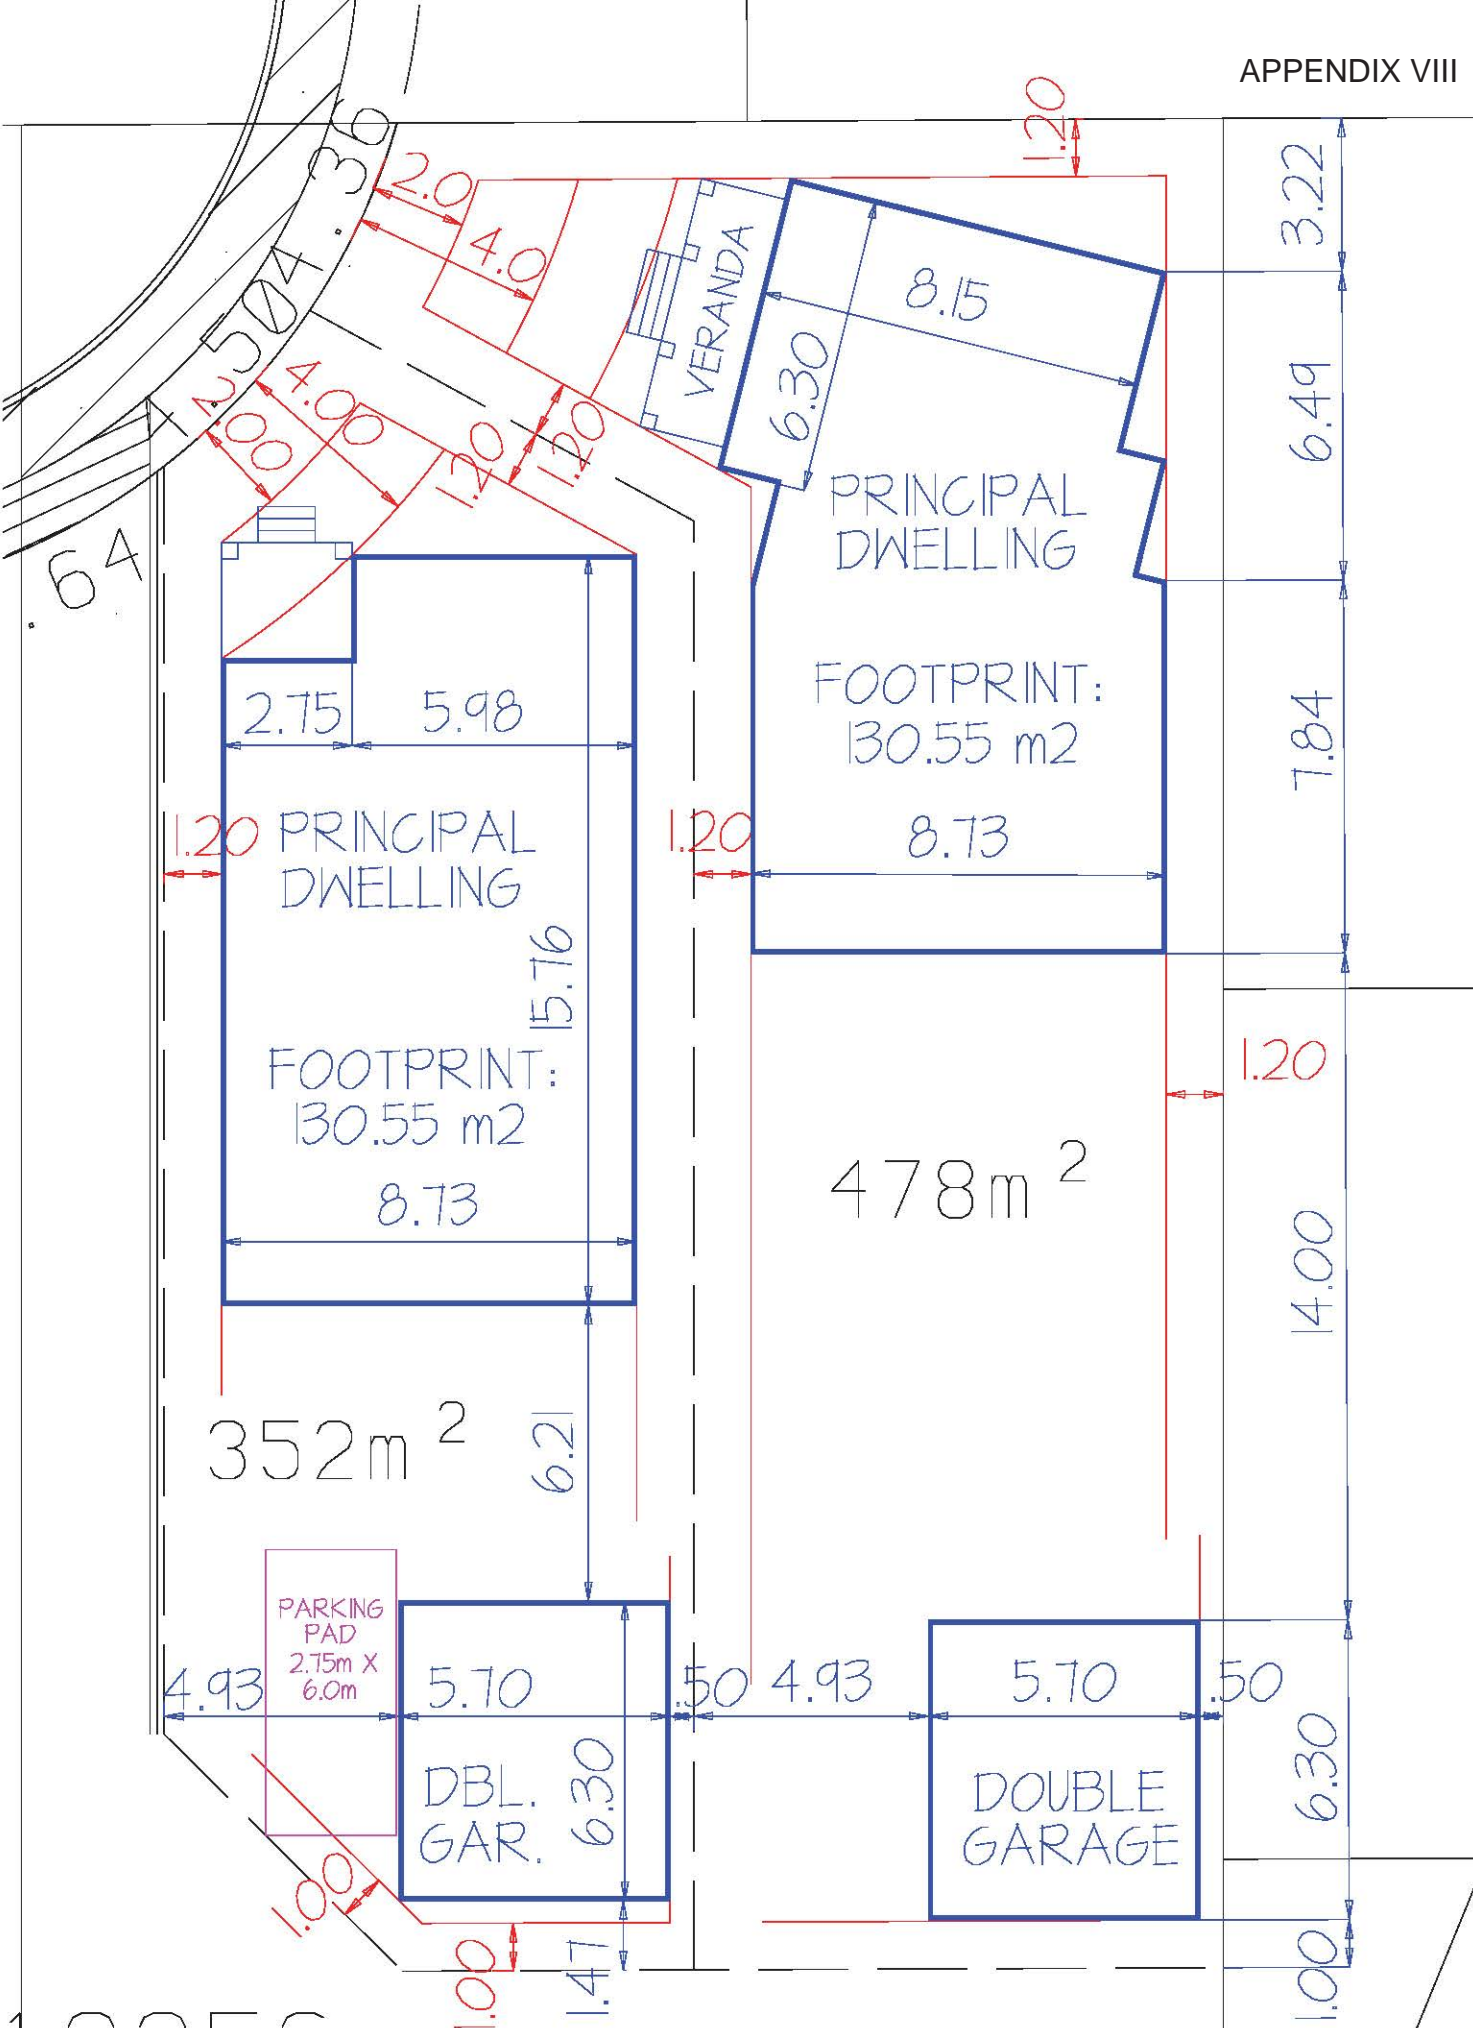 APPENDIX VIII
1.20
36
504.
2.0
4.0
3.22
VERANDA
8.15
6.30
6.49
4.00
2.00
1.20
1.20
.64
PRINCIPAL
DWELLING
FOOTPRINT:
130.55 m2
8.73
7.84
2.75
5.98
1.20
PRINCIPAL
DWELLING
1.20
15.76
FOOTPRINT:
130.55 m2
8.73
1.20
478m²
14.00
352m²
6.21
PARKING
PAD
2.75m X
6.0m
4.93
5.70
.50
4.93
5.70
.50
DBL.
GAR.
6.30
DOUBLE
GARAGE
6.30
1.00
1.00
1.47
1.00